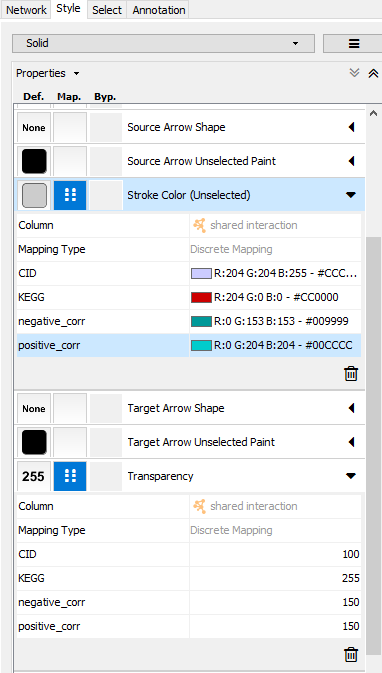 Network Style Select Annotation
Solid
Properties
Def. Map. Byp.
None Source Arrow Shape
Source Arrow Unselected Paint
Stroke Color (Unselected)
Column shared interaction
Mapping Type Discrete Mapping
CID R:204 G:204 B:255 - #CCC...
KEGG R:204 G:0 B:0 - #CC0000
negative_corr R:0 G:153 B:153 - #009999
positive_corr R:0 G:204 B:204 - #00CCCC
None Target Arrow Shape
Target Arrow Unselected Paint
255 Transparency
Column shared interaction
Mapping Type Discrete Mapping
CID 100
KEGG 255
negative_corr 150
positive_corr 150